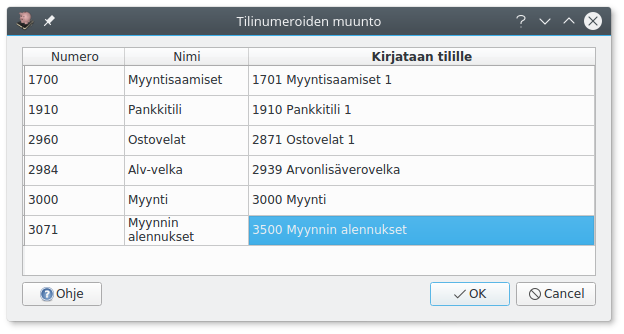 Tilinumeroiden muunto
Numero Nimi Kirjataan tilille
1700 Myyntisaamiset 1701 Myyntisaamiset 1
1910 Pankkitili 1910 Pankkitili 1
2960 Ostovelat 2871 Ostovelat 1
2984 Alv-velka 2939 Arvonlisäverovelka
3000 Myynti 3000 Myynti
3071 Myynnin alennukset 3500 Myynnin alennukset
Ohje OK Cancel